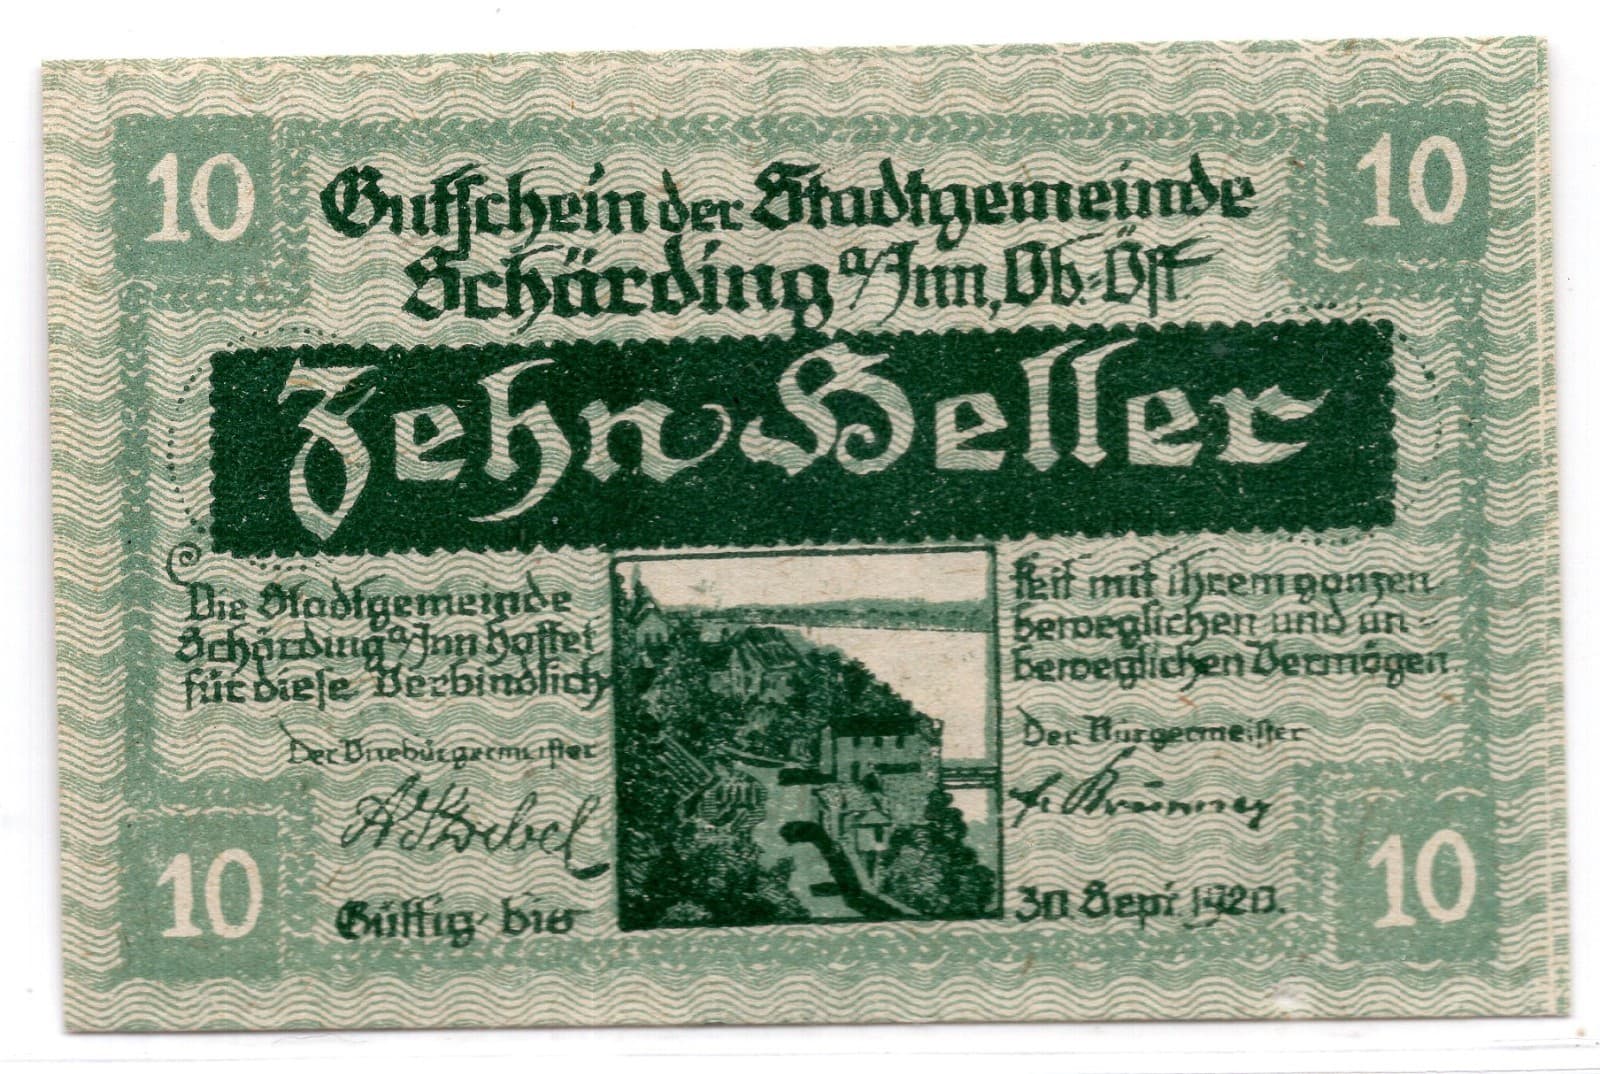 10
10
Gutschein der Stadtgemeinde
Schärding a/Inn, Ob.=Öst.
Zehn Heller
Die Stadtgemeinde
Schärding a/Inn haftet
für diese Verbindlich
keit mit ihrem ganzen
beweglichen und un-
beweglichen Vermögen.
Der Vizebürgermeister
Der Bürgermeister
10
Gültig bis
30 Sept. 1920.
10